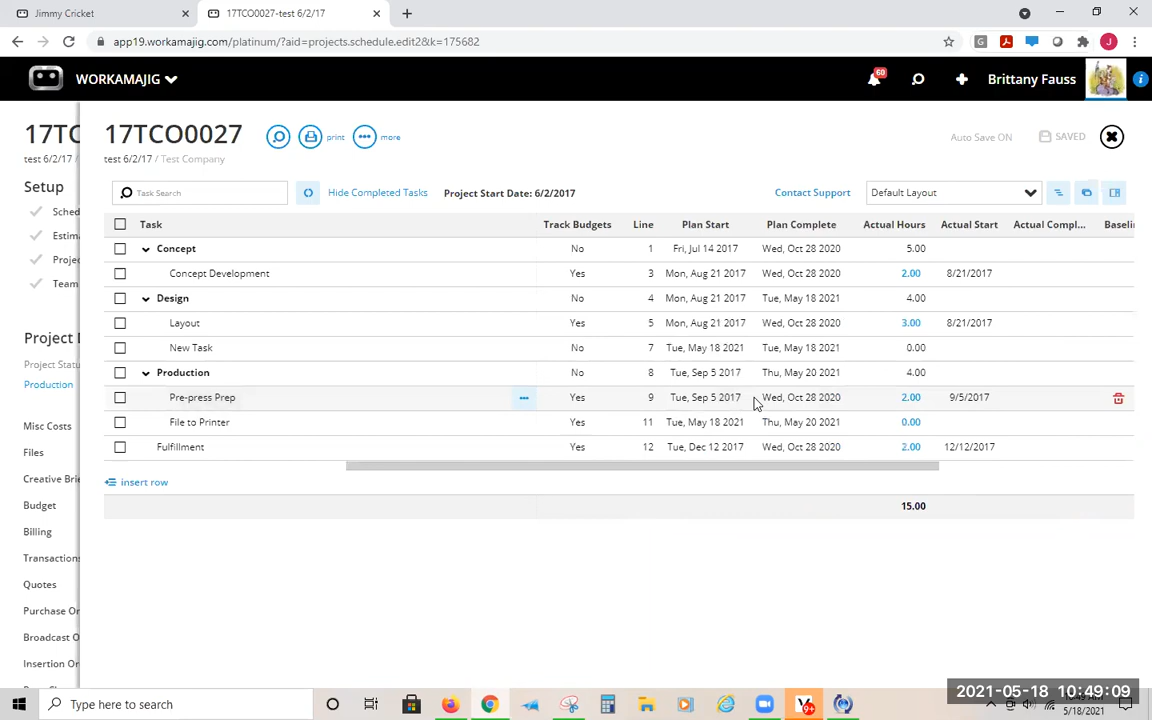 Jimmy Cricket
17TCO0027-test 6/2/17
app19.workamajig.com/platinum/?aid=projects.schedule.edit2&k=175682
WORKAMAJIG
60
Brittany Fauss
17TC
test 6/2/17 /
Setup
Sched
Estima
Projec
Team
Project D
Project Statu
Production
Misc Costs
Files
Creative Brie
Budget
Billing
Transactions
Quotes
Purchase Or
Broadcast O
Insertion Or
17TCO0027
print
more
test 6/2/17 / Test Company
Auto Save ON
SAVED
Task Search
Hide Completed Tasks
Project Start Date: 6/2/2017
Contact Support
Default Layout
Task Track Budgets Line Plan Start Plan Complete Actual Hours Actual Start Actual Compl... Baseli
Concept No 1 Fri, Jul 14 2017 Wed, Oct 28 2020 5.00
Concept Development Yes 3 Mon, Aug 21 2017 Wed, Oct 28 2020 2.00 8/21/2017
Design No 4 Mon, Aug 21 2017 Tue, May 18 2021 4.00
Layout Yes 5 Mon, Aug 21 2017 Wed, Oct 28 2020 3.00 8/21/2017
New Task No 7 Tue, May 18 2021 Tue, May 18 2021 0.00
Production No 8 Tue, Sep 5 2017 Thu, May 20 2021 4.00
Pre-press Prep Yes 9 Tue, Sep 5 2017 Wed, Oct 28 2020 2.00 9/5/2017
File to Printer Yes 11 Tue, May 18 2021 Thu, May 20 2021 0.00
Fulfillment Yes 12 Tue, Dec 12 2017 Wed, Oct 28 2020 2.00 12/12/2017
insert row
15.00
Type here to search
9+
2021-05-18 10:49:09
5/18/2021